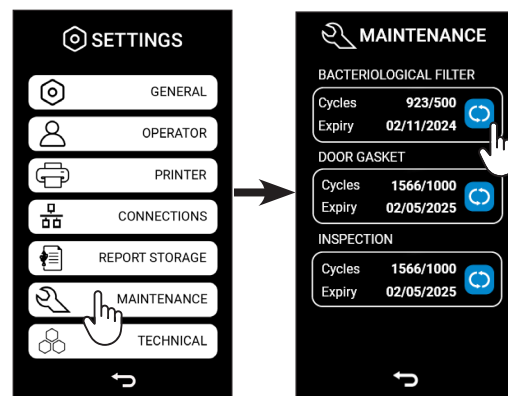 SETTINGS
GENERAL
OPERATOR
PRINTER
CONNECTIONS
REPORT STORAGE
MAINTENANCE
TECHNICAL
MAINTENANCE
BACTERIOLOGICAL FILTER
Cycles 923/500
Expiry 02/11/2024
DOOR GASKET
Cycles 1566/1000
Expiry 02/05/2025
INSPECTION
Cycles 1566/1000
Expiry 02/05/2025